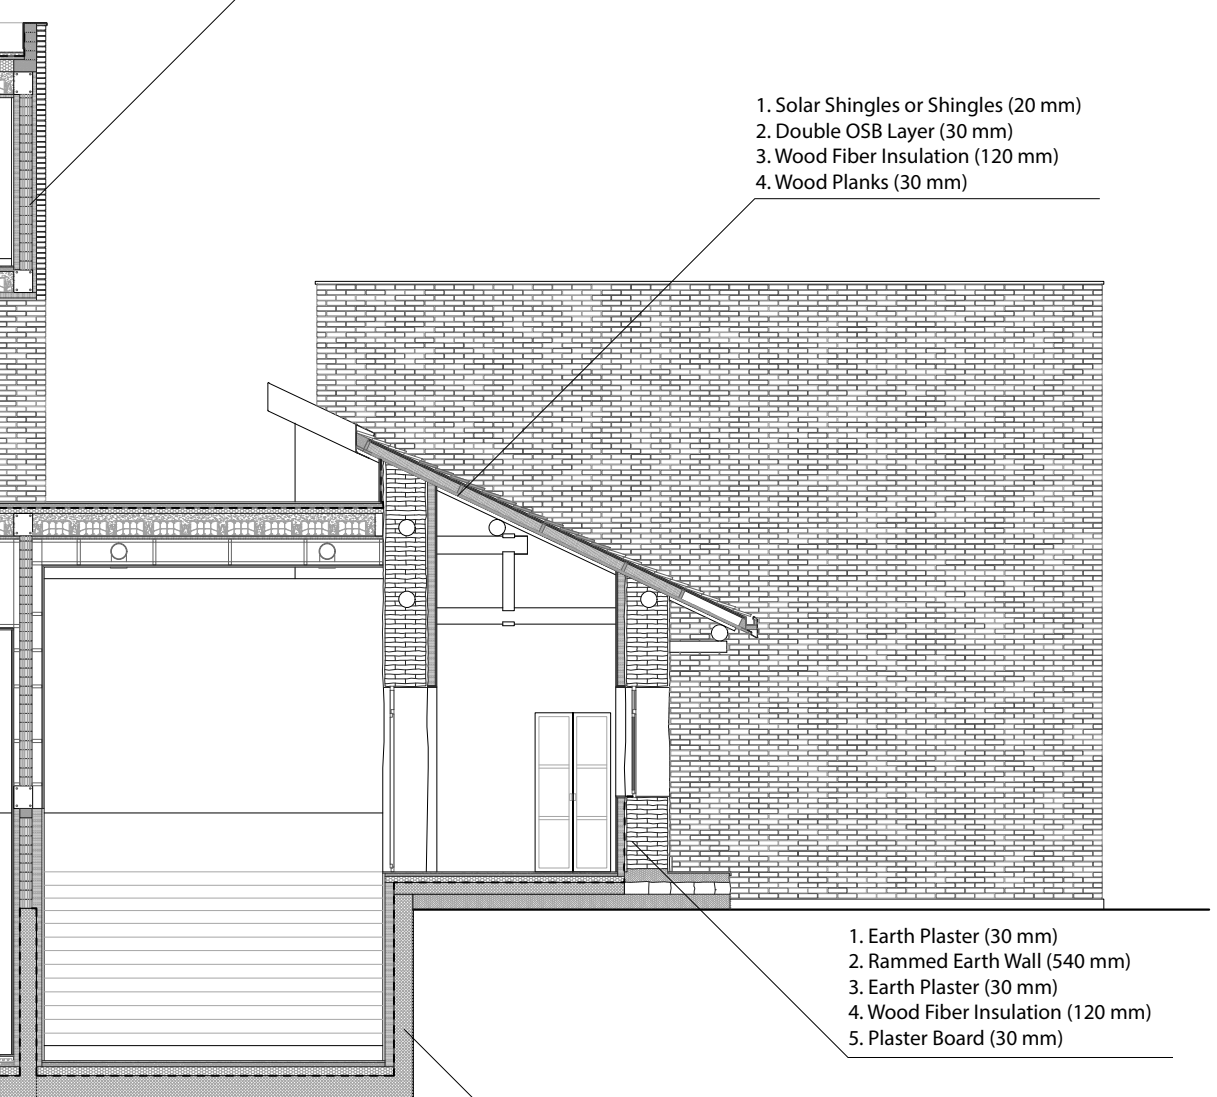 1. Solar Shingles or Shingles (20 mm)
2. Double OSB Layer (30 mm)
3. Wood Fiber Insulation (120 mm)
4. Wood Planks (30 mm)
1. Earth Plaster (30 mm)
2. Rammed Earth Wall (540 mm)
3. Earth Plaster (30 mm)
4. Wood Fiber Insulation (120 mm)
5. Plaster Board (30 mm)